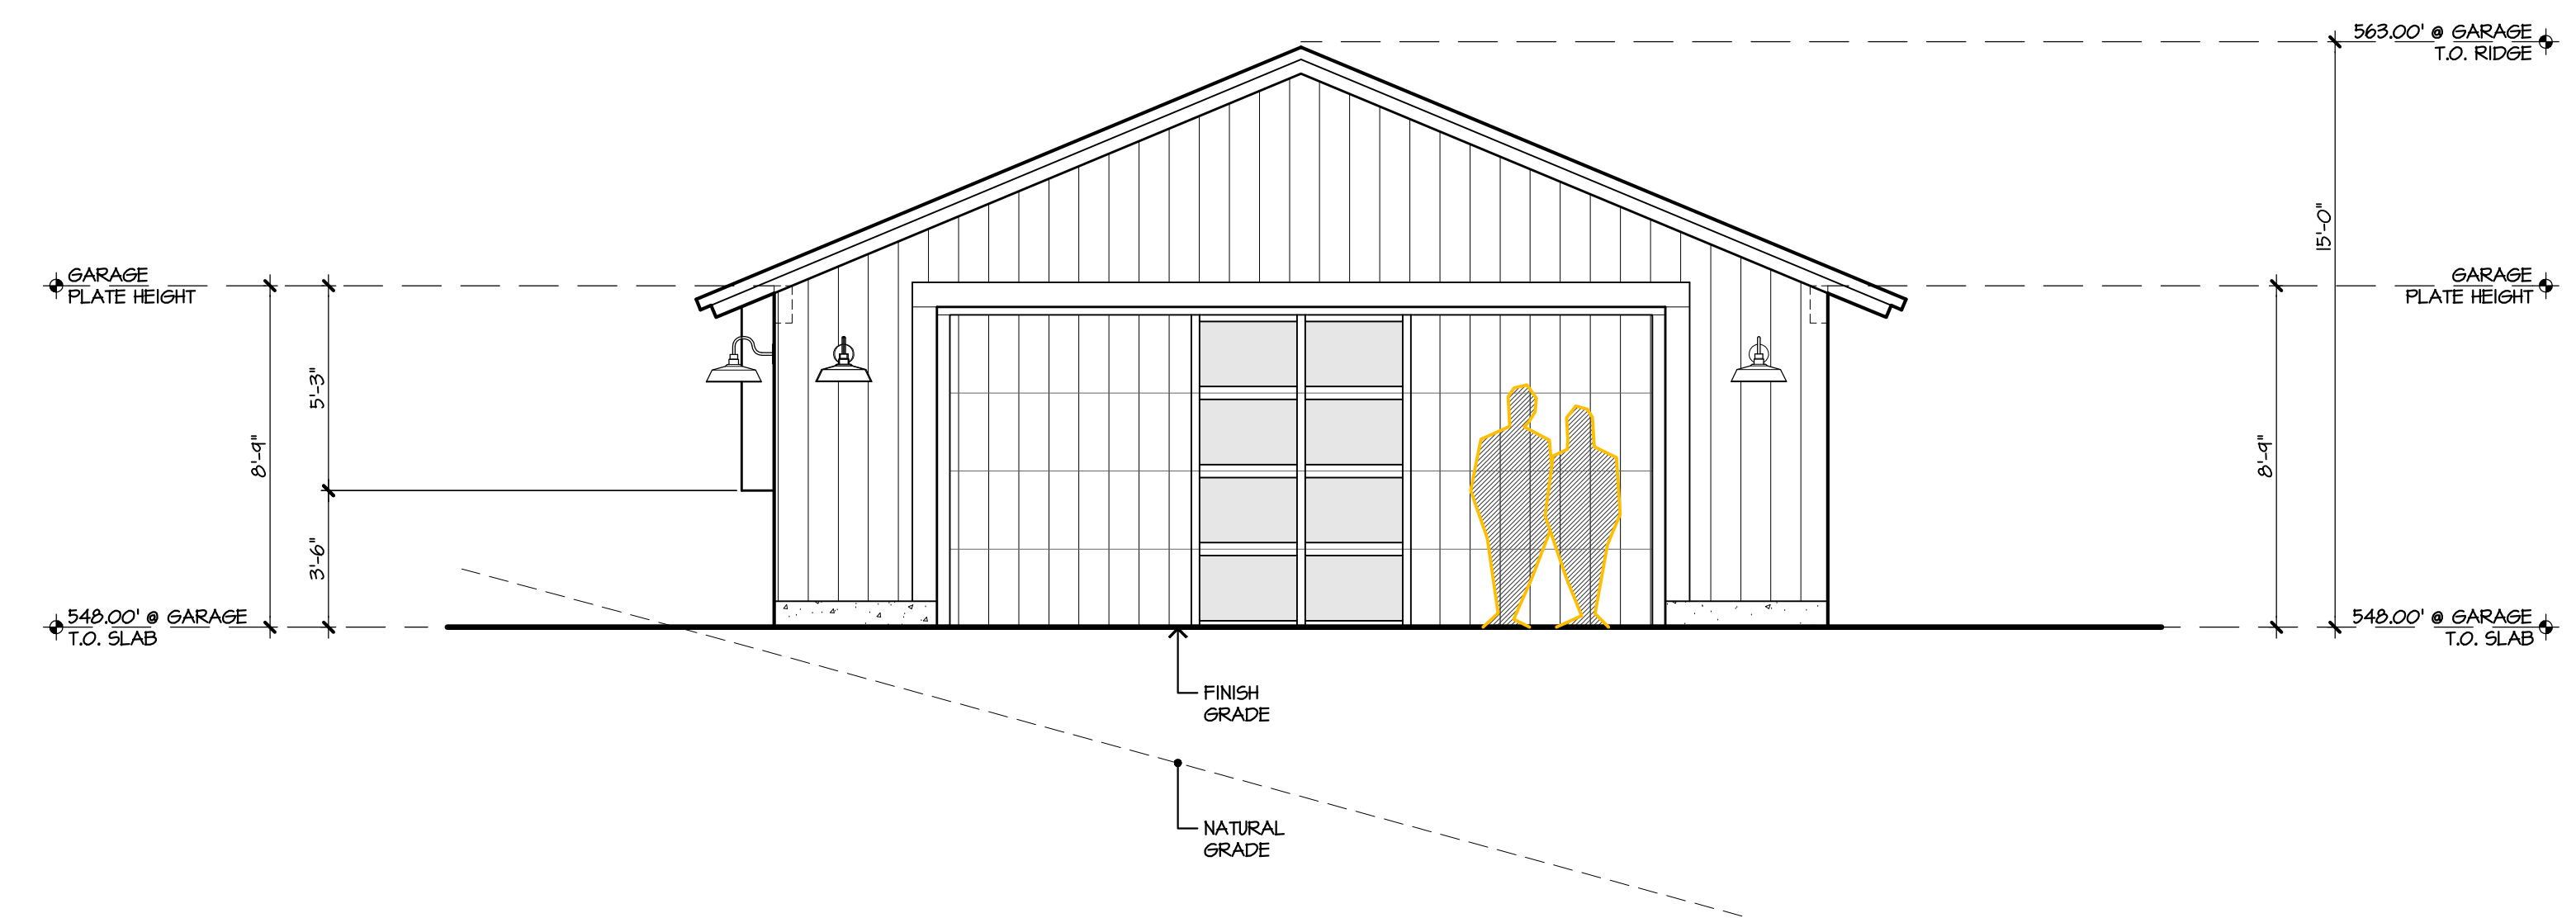 563.00' @ GARAGE
T.O. RIDGE
15'-0"
GARAGE
PLATE HEIGHT
GARAGE
PLATE HEIGHT
5'-3"
8'-9"
8'-9"
3'-6"
548.00' @ GARAGE
T.O. SLAB
548.00' @ GARAGE
T.O. SLAB
FINISH
GRADE
NATURAL
GRADE